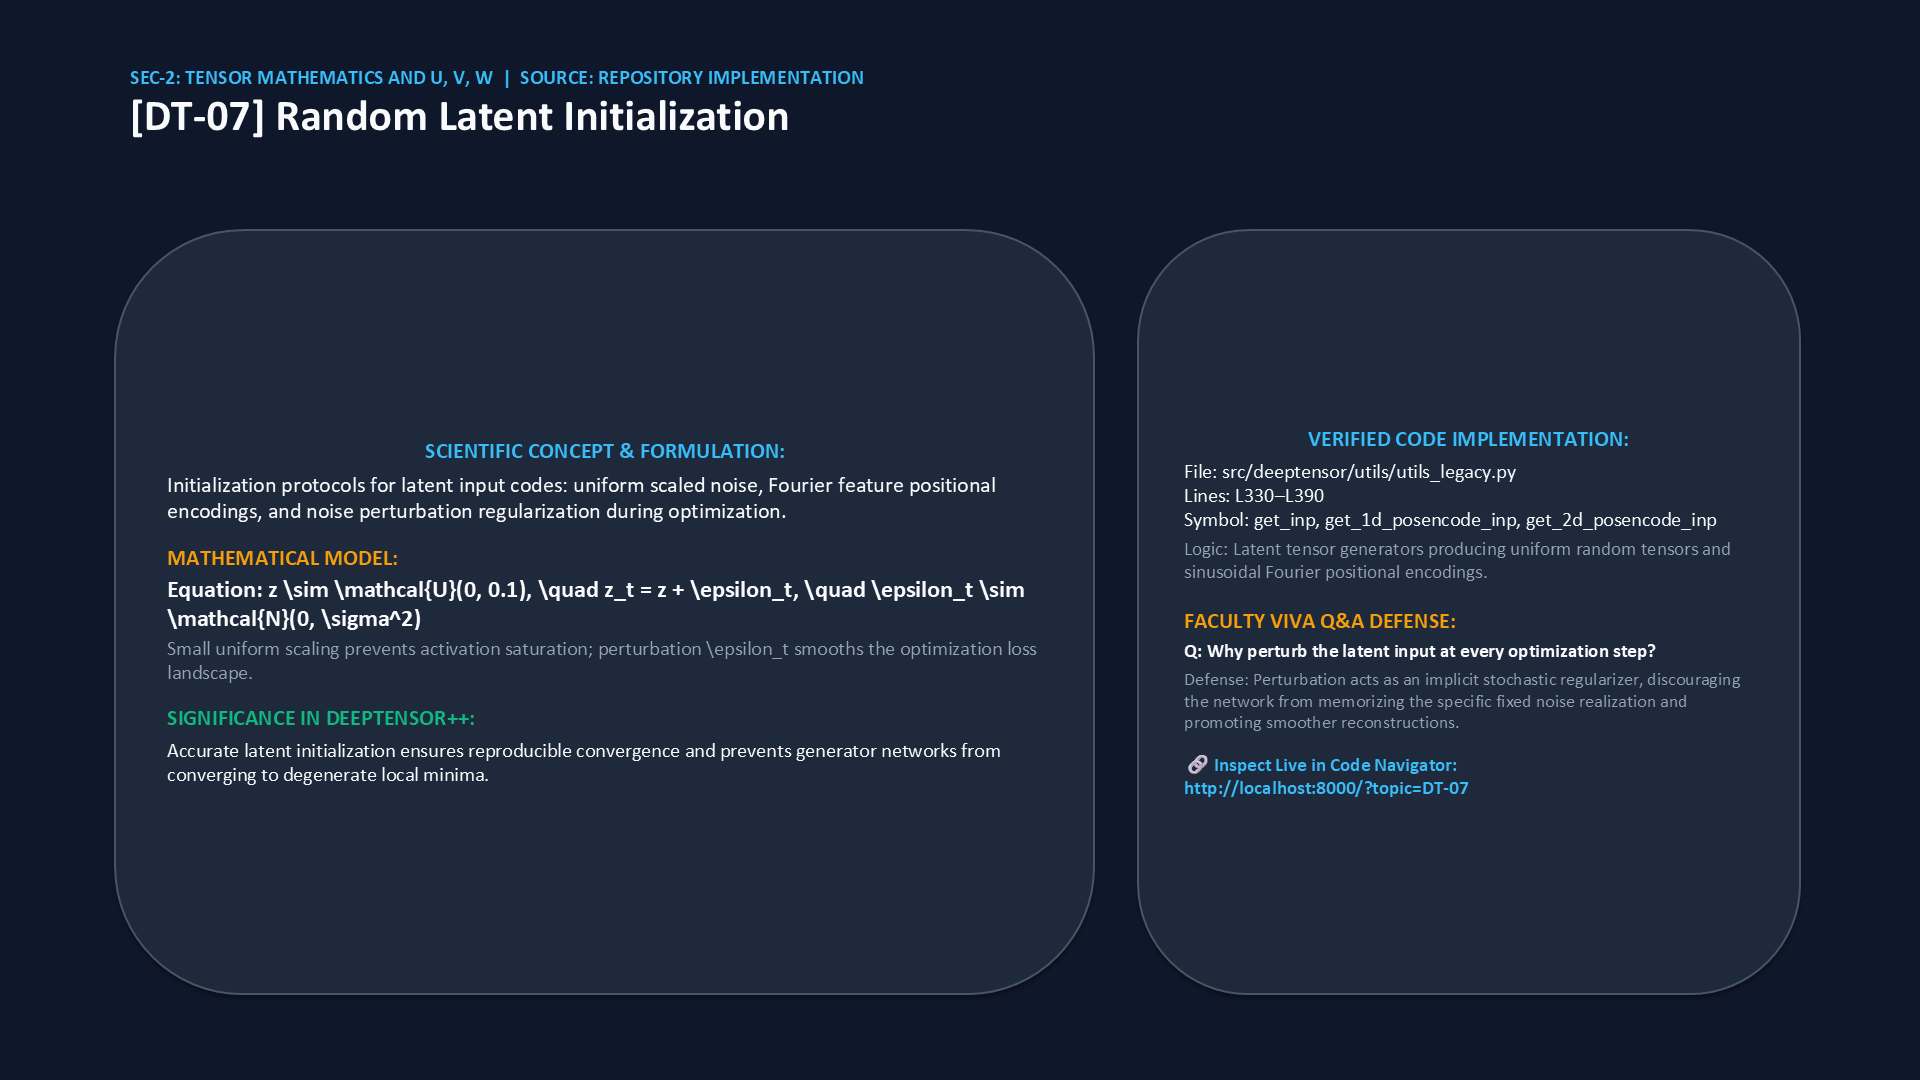 SEC-2: TENSOR MATHEMATICS AND U, V, W | SOURCE: REPOSITORY IMPLEMENTATION
[DT-07] Random Latent Initialization
SCIENTIFIC CONCEPT & FORMULATION:
Initialization protocols for latent input codes: uniform scaled noise, Fourier feature positional
encodings, and noise perturbation regularization during optimization.
MATHEMATICAL MODEL:
Equation: z \sim \mathcal{U}(0, 0.1), \quad z_t = z + \epsilon_t, \quad \epsilon_t \sim
\mathcal{N}(0, \sigma^2)
Small uniform scaling prevents activation saturation; perturbation \epsilon_t smooths the optimization loss
landscape.
SIGNIFICANCE IN DEEPTENSOR++:
Accurate latent initialization ensures reproducible convergence and prevents generator networks from
converging to degenerate local minima.
VERIFIED CODE IMPLEMENTATION:
File: src/deeptensor/utils/utils_legacy.py
Lines: L330–L390
Symbol: get_inp, get_1d_posencode_inp, get_2d_posencode_inp
Logic: Latent tensor generators producing uniform random tensors and
sinusoidal Fourier positional encodings.
FACULTY VIVA Q&A DEFENSE:
Q: Why perturb the latent input at every optimization step?
Defense: Perturbation acts as an implicit stochastic regularizer, discouraging
the network from memorizing the specific fixed noise realization and
promoting smoother reconstructions.
🔗 Inspect Live in Code Navigator:
http://localhost:8000/?topic=DT-07